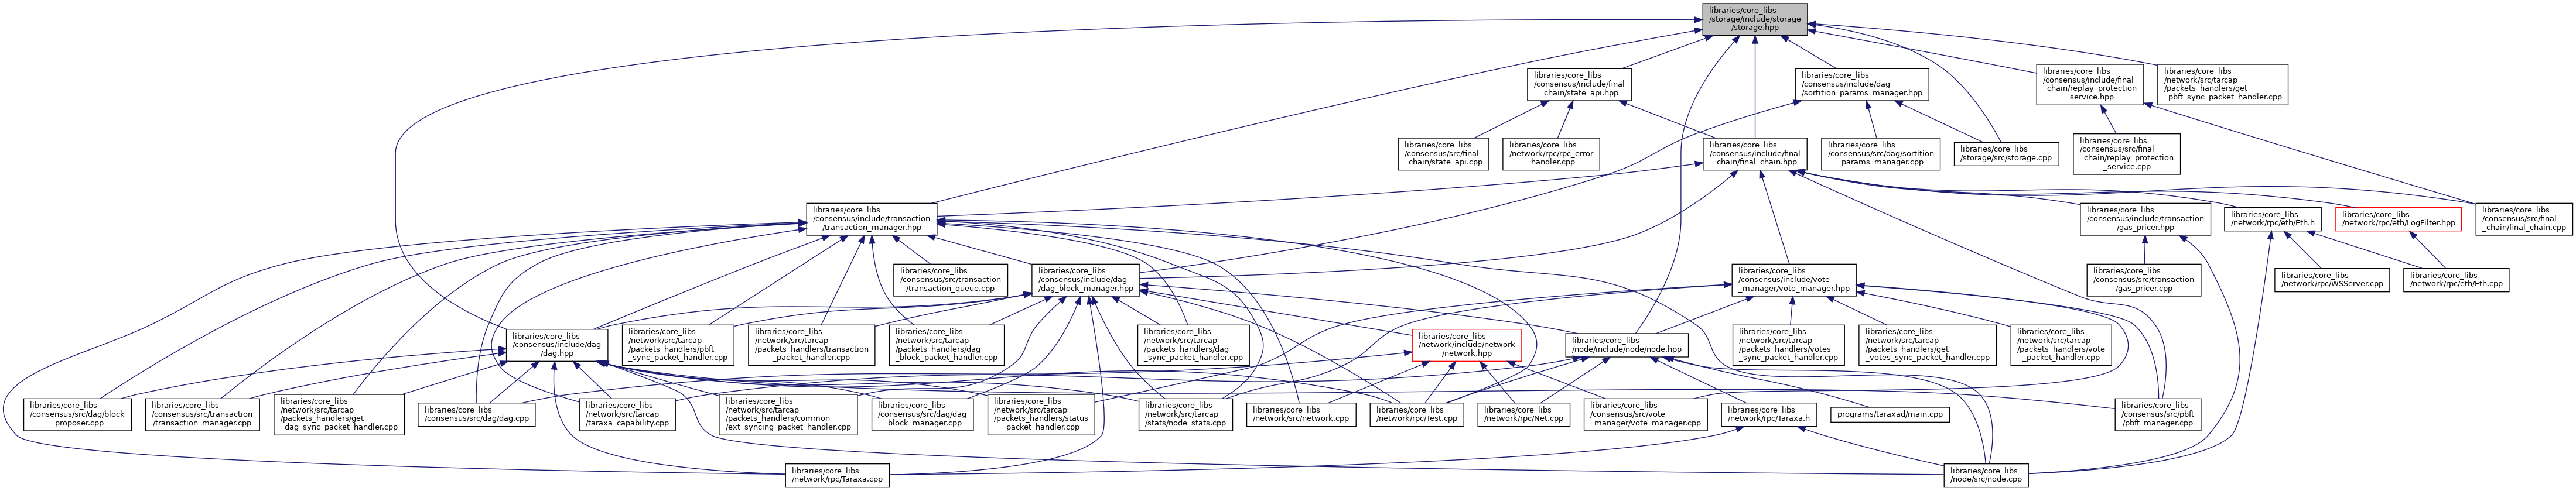 libraries/core_libs
/storage/include/storage
/storage.hpp
libraries/core_libs
/consensus/include/final
_chain/state_api.hpp
libraries/core_libs
/consensus/include/dag
/sortition_params_manager.hpp
libraries/core_libs
/consensus/include/final
_chain/replay_protection
_service.hpp
libraries/core_libs
/network/src/tarcap
/packets_handlers/get
_pbft_sync_packet_handler.cpp
libraries/core_libs
/consensus/src/final
_chain/state_api.cpp
libraries/core_libs
/network/rpc/rpc_error
_handler.cpp
libraries/core_libs
/consensus/include/final
_chain/final_chain.hpp
libraries/core_libs
/consensus/src/dag/sortition
_params_manager.cpp
libraries/core_libs
/storage/src/storage.cpp
libraries/core_libs
/consensus/src/final
_chain/replay_protection
_service.cpp
libraries/core_libs
/consensus/include/transaction
/transaction_manager.hpp
libraries/core_libs
/consensus/include/transaction
/gas_pricer.hpp
libraries/core_libs
/network/rpc/eth/Eth.h
libraries/core_libs
/network/rpc/eth/LogFilter.hpp
libraries/core_libs
/consensus/src/final
_chain/final_chain.cpp
libraries/core_libs
/consensus/src/transaction
/transaction_queue.cpp
libraries/core_libs
/consensus/include/dag
/dag_block_manager.hpp
libraries/core_libs
/consensus/include/vote
_manager/vote_manager.hpp
libraries/core_libs
/consensus/src/transaction
/gas_pricer.cpp
libraries/core_libs
/network/rpc/WSServer.cpp
libraries/core_libs
/network/rpc/eth/Eth.cpp
libraries/core_libs
/consensus/include/dag
/dag.hpp
libraries/core_libs
/network/src/tarcap
/packets_handlers/pbft
_sync_packet_handler.cpp
libraries/core_libs
/network/src/tarcap
/packets_handlers/transaction
_packet_handler.cpp
libraries/core_libs
/network/src/tarcap
/packets_handlers/dag
_block_packet_handler.cpp
libraries/core_libs
/network/src/tarcap
/packets_handlers/dag
_sync_packet_handler.cpp
libraries/core_libs
/network/include/network
/network.hpp
libraries/core_libs
/node/include/node/node.hpp
libraries/core_libs
/network/src/tarcap
/packets_handlers/votes
_sync_packet_handler.cpp
libraries/core_libs
/network/src/tarcap
/packets_handlers/get
_votes_sync_packet_handler.cpp
libraries/core_libs
/network/src/tarcap
/packets_handlers/vote
_packet_handler.cpp
libraries/core_libs
/consensus/src/dag/block
_proposer.cpp
libraries/core_libs
/consensus/src/transaction
/transaction_manager.cpp
libraries/core_libs
/network/src/tarcap
/packets_handlers/get
_dag_sync_packet_handler.cpp
libraries/core_libs
/consensus/src/dag/dag.cpp
libraries/core_libs
/network/src/tarcap
/taraxa_capability.cpp
libraries/core_libs
/network/src/tarcap
/packets_handlers/common
/ext_syncing_packet_handler.cpp
libraries/core_libs
/consensus/src/dag/dag
_block_manager.cpp
libraries/core_libs
/network/src/tarcap
/packets_handlers/status
_packet_handler.cpp
libraries/core_libs
/network/src/tarcap
/stats/node_stats.cpp
libraries/core_libs
/network/src/network.cpp
libraries/core_libs
/network/rpc/Test.cpp
libraries/core_libs
/network/rpc/Net.cpp
libraries/core_libs
/consensus/src/vote
_manager/vote_manager.cpp
libraries/core_libs
/network/rpc/Taraxa.h
programs/taraxad/main.cpp
libraries/core_libs
/consensus/src/pbft
/pbft_manager.cpp
libraries/core_libs
/network/rpc/Taraxa.cpp
libraries/core_libs
/node/src/node.cpp